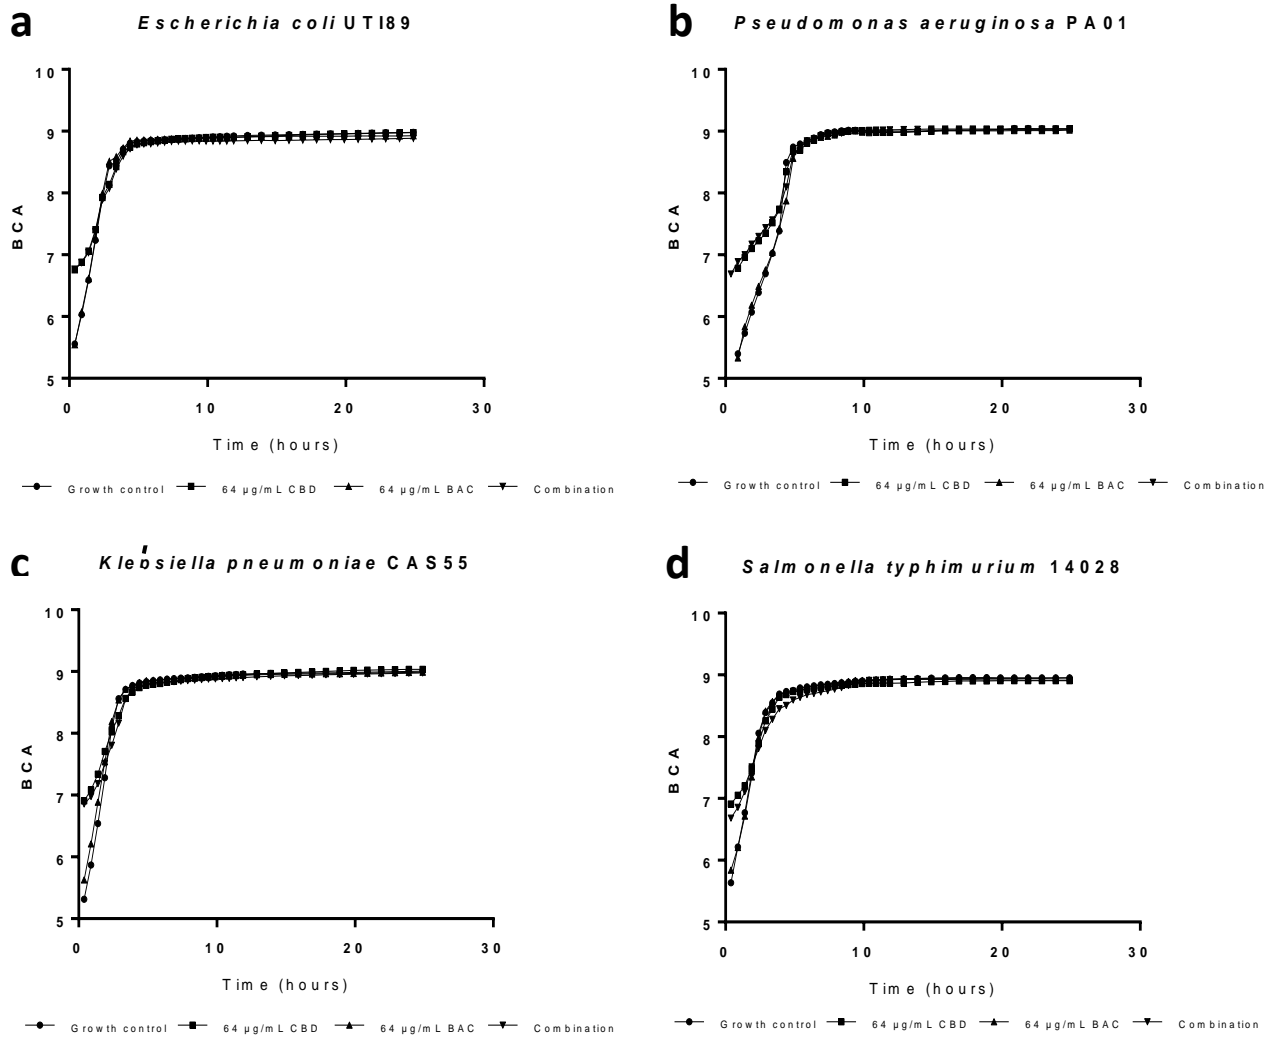 a
Escherichia coli UTI89
10
9
8
7
6
5
BCA
0 10 20 30
Time (hours)
Growth control 64 µg/mL CBD 64 µg/mL BAC Combination
b
Pseudomonas aeruginosa PA01
10
9
8
7
6
5
BCA
0 10 20 30
Time (hours)
Growth control 64 µg/mL CBD 64 µg/mL BAC Combination
c
Klebsiella pneumoniae CAS55
10
9
8
7
6
5
BCA
0 10 20 30
Time (hours)
Growth control 64 µg/mL CBD 64 µg/mL BAC Combination
d
Salmonella typhimurium 14028
10
9
8
7
6
5
BCA
0 10 20 30
Time (hours)
Growth control 64 µg/mL CBD 64 µg/mL BAC Combination